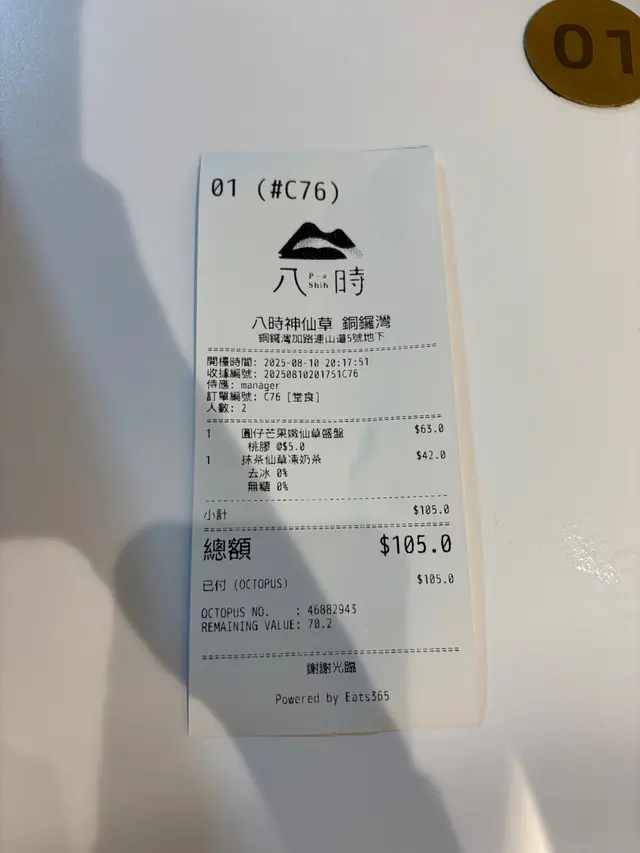 01
01 (#C76)
八 Pa Shih 時
八時神仙草 銅鑼灣
銅鑼灣加路連山道5號地下
開檯時間: 2025-08-10 20:17:51
收據編號: 20250810201751C76
侍應: manager
訂單編號: C76 [堂食]
人數: 2
1 圓仔芒果嫩仙草盛盤 $63.0
桃膠 @$5.0
1 抹茶仙草凍奶茶 $42.0
去冰 0%
無糖 0%
小計 $105.0
總額 $105.0
已付 (OCTOPUS) $105.0
OCTOPUS NO. : 46882943
REMAINING VALUE: 70.2
謝謝光臨
Powered by Eats365